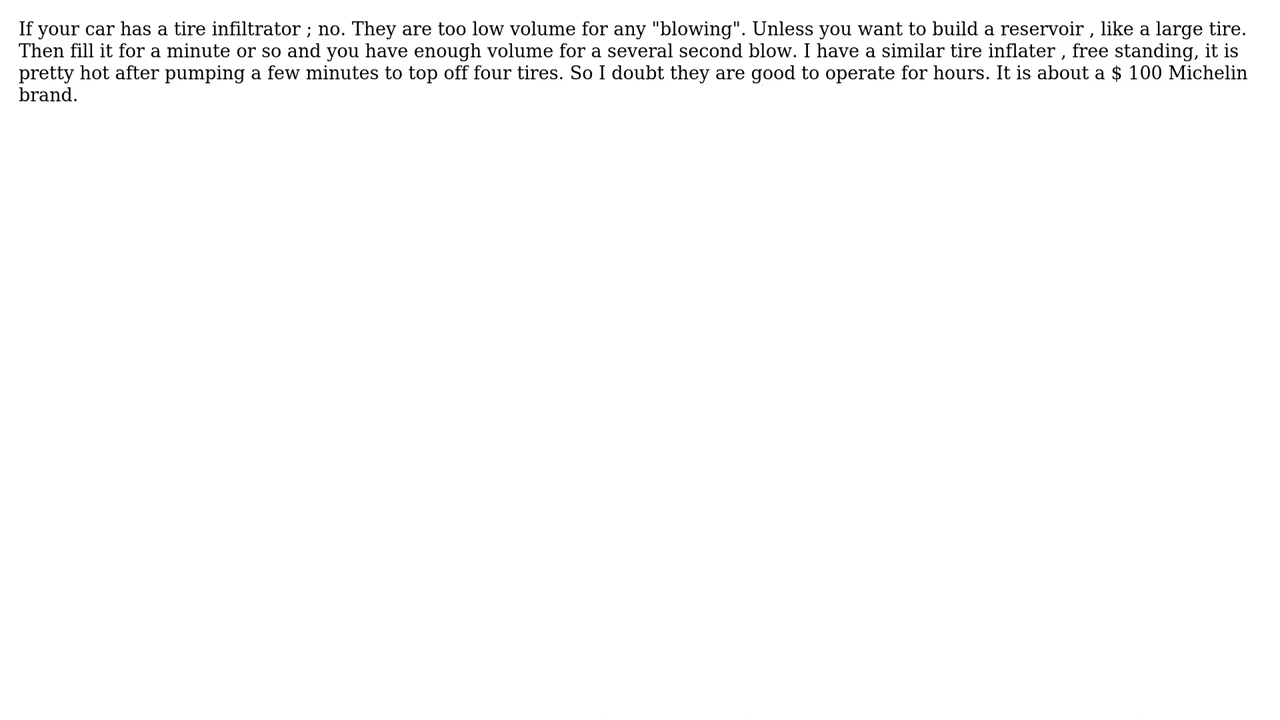 If your car has a tire infiltrator ; no. They are too low volume for any "blowing". Unless you want to build a reservoir , like a large tire.
Then fill it for a minute or so and you have enough volume for a several second blow. I have a similar tire inflater , free standing, it is
pretty hot after pumping a few minutes to top off four tires. So I doubt they are good to operate for hours. It is about a $ 100 Michelin
brand.